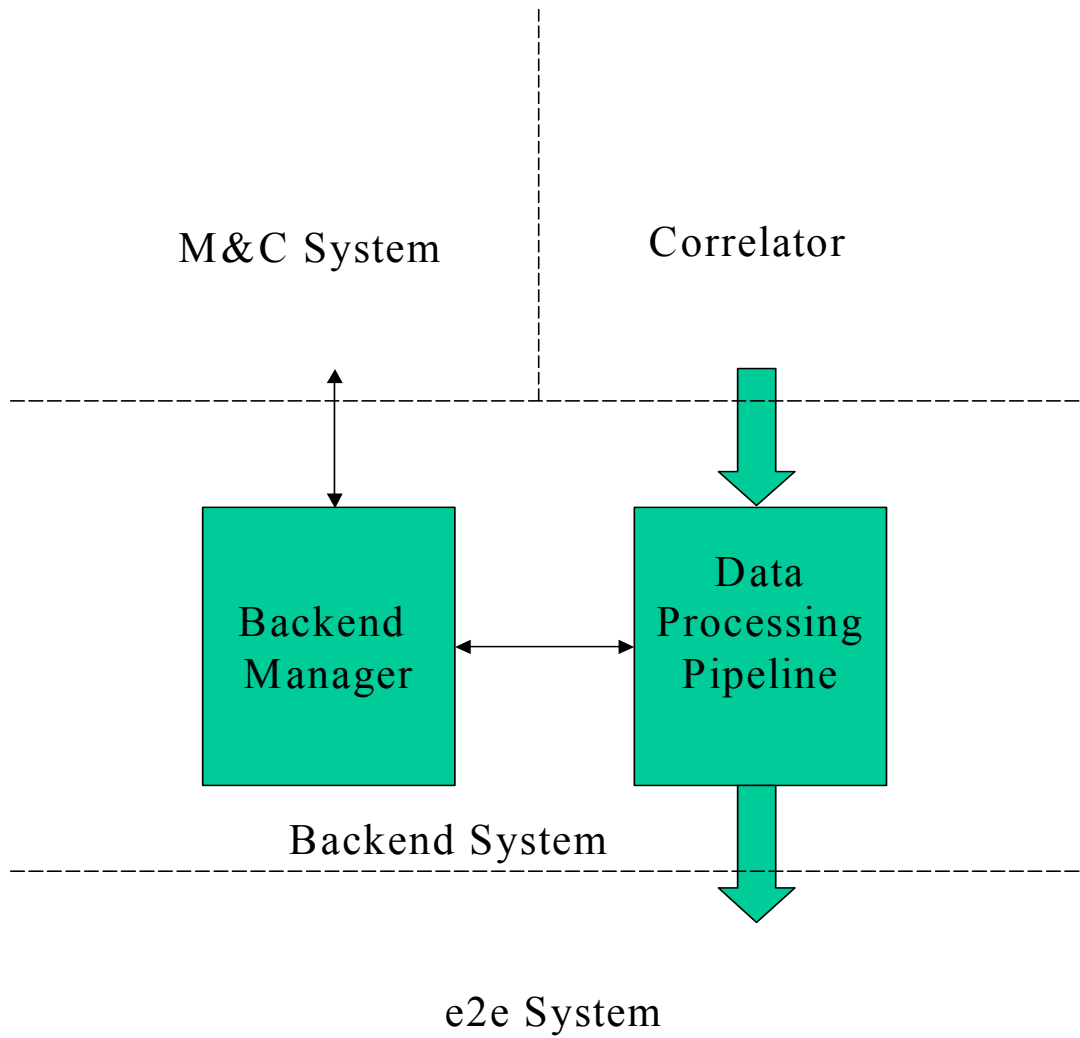 M&C System
Correlator
Backend
Manager
Data
Processing
Pipeline
Backend System
e2e System